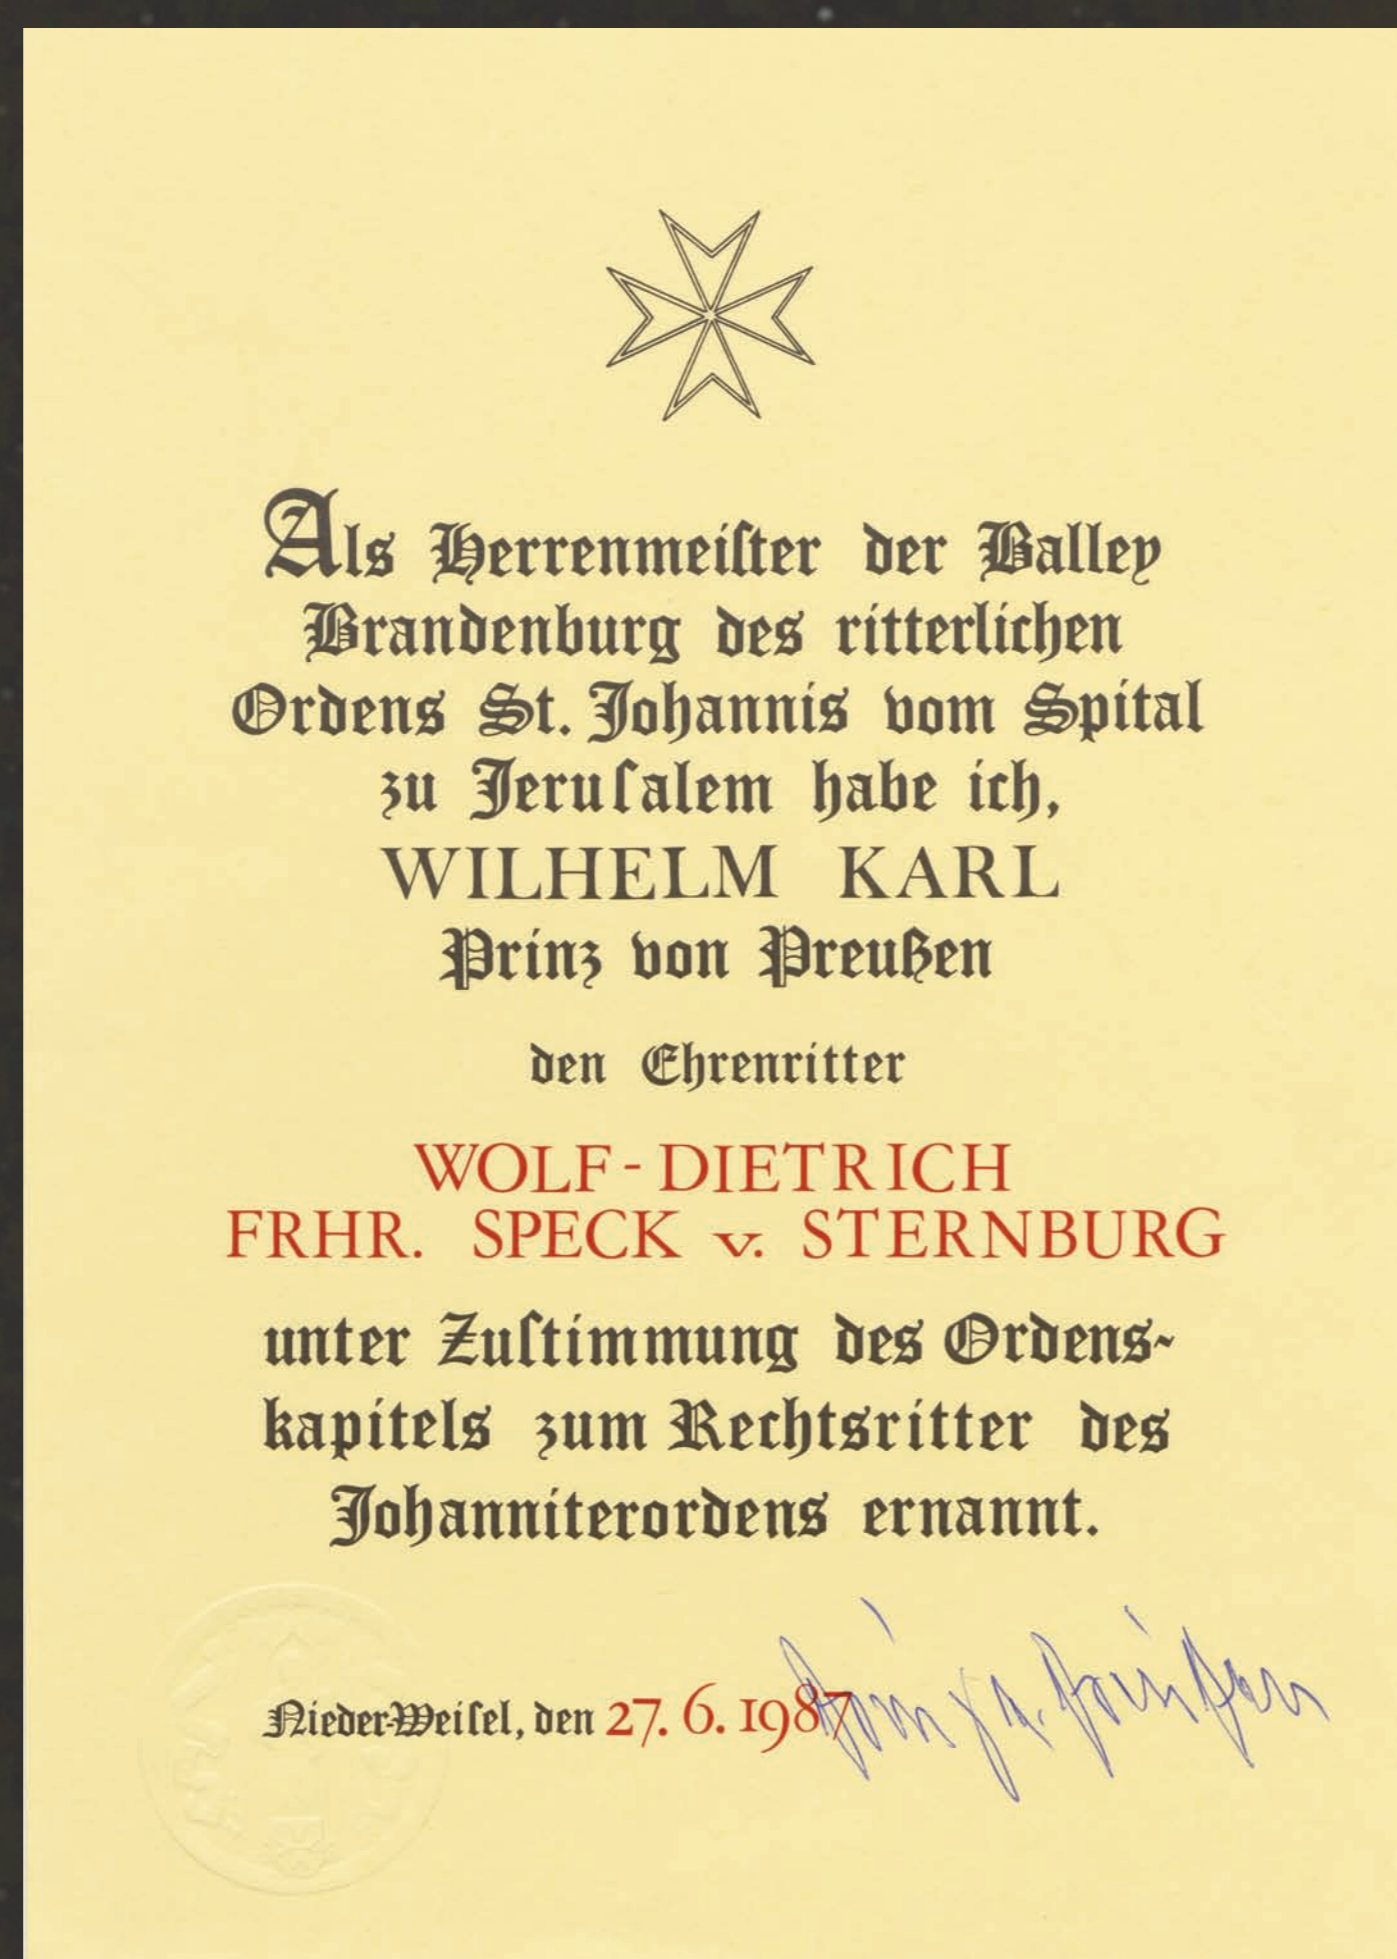 Als Herrenmeiſter der Balley
Brandenburg des ritterlichen
Ordens St. Johannis vom Spital
zu Jeruſalem habe ich,
WILHELM KARL
Prinz von Preußen
den Ehrenritter
WOLF-DIETRICH
FRHR. SPECK v. STERNBURG
unter Zuſtimmung des Ordens-
kapitels zum Rechtsritter des
Johanniterordens ernannt.
Nieder-Weiſel, den 27. 6. 1987 Prinz v. Preußen